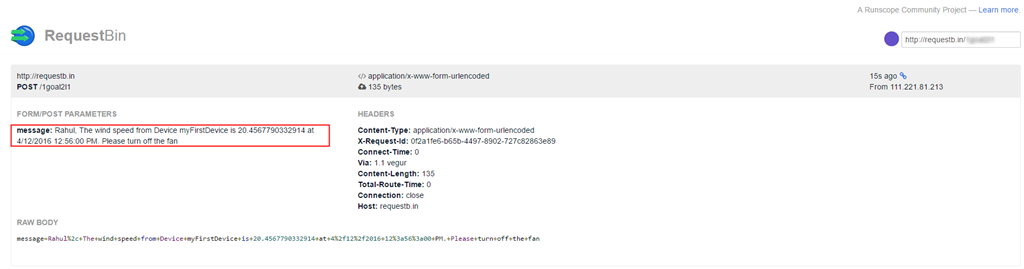 A Runscope Community Project — Learn more.
RequestBin
http://requestb.in/
http://requestb.in
POST /1goal2l1
</> application/x-www-form-urlencoded
135 bytes
15s ago
From 111.221.81.213
FORM/POST PARAMETERS
message: Rahul, The wind speed from Device myFirstDevice is 20.4567790332914 at
4/12/2016 12:56:00 PM. Please turn off the fan
HEADERS
Content-Type: application/x-www-form-urlencoded
X-Request-Id: 0f2a1fe6-b65b-4497-8902-727c82863e89
Connect-Time: 0
Via: 1.1 vegur
Content-Length: 135
Total-Route-Time: 0
Connection: close
Host: requestb.in
RAW BODY
message=Rahul%2c+The+wind+speed+from+Device+myFirstDevice+is+20.4567790332914+at+4%2f12%2f2016+12%3a56%3a00+PM.+Please+turn+off+the+fan